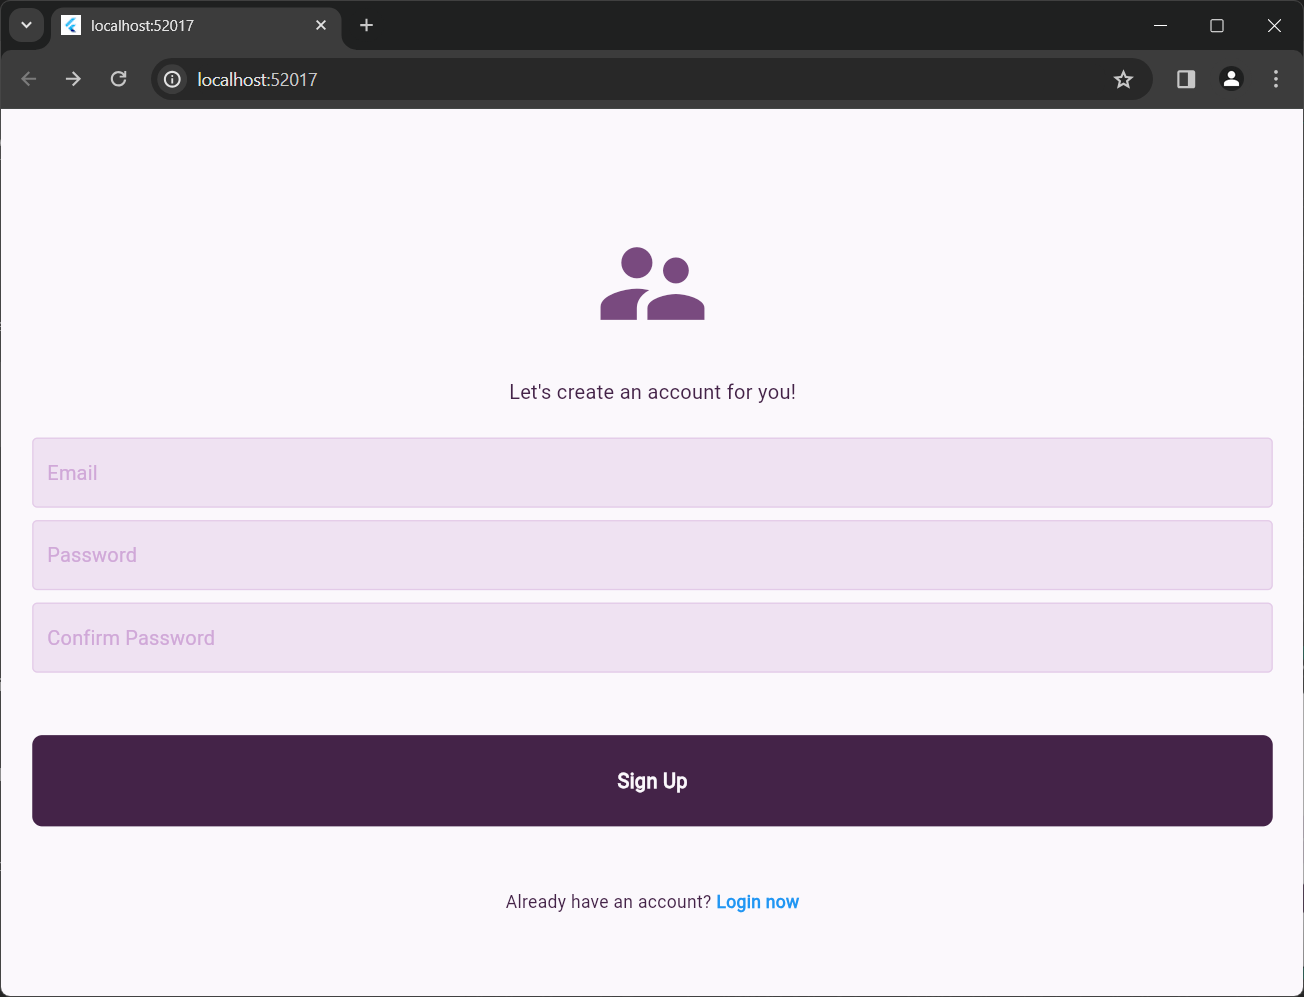 localhost:52017
localhost:52017
Let's create an account for you!
Email
Password
Confirm Password
Sign Up
Already have an account? Login now